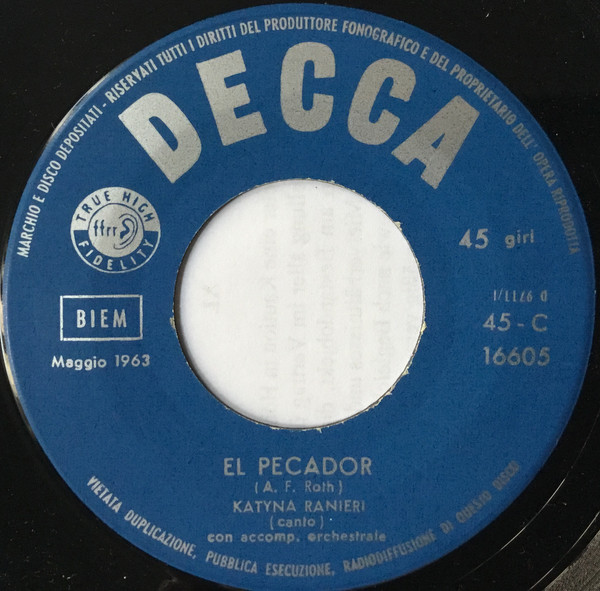 MARCHIO E DISCO DEPOSITATI - RISERVATI TUTTI I DIRITTI DEL PRODUTTORE FONOGRAFICO E DEL PROPRIETARIO DELL' OPERA RIPRODOTTA
DECCA
TRUE HIGH
ffrr
FIDELITY
45 giri
BIEM
45-C
Maggio 1963
16605
EL PECADOR
(A. F. Roth)
KATYNA RANIERI
(canto)
con accomp. orchestrale
VIETATA DUPLICAZIONE, PUBBLICA ESECUZIONE, RADIODIFFUSIONE DI QUESTO DISCO